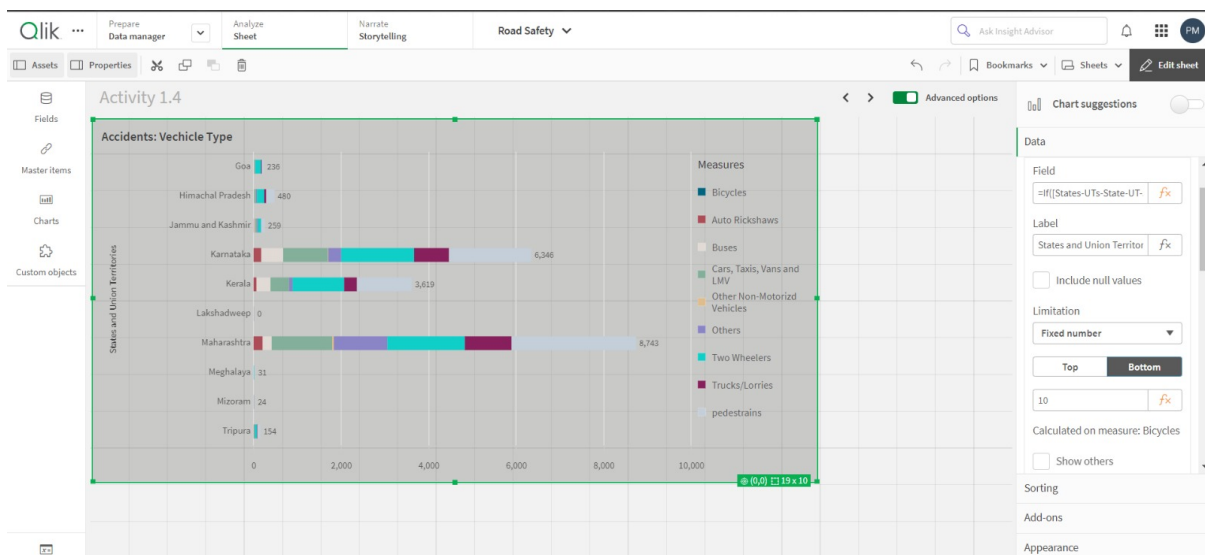 Qlik
Prepare
Data manager
Analyze
Sheet
Narrate
Storytelling
Road Safety
Ask Insight Advisor
PM
Assets
Properties
Bookmarks
Sheets
Edit sheet
Fields
Master items
Charts
Custom objects
Activity 1.4
Advanced options
Accidents: Vechicle Type
States and Union Territories
Goa 236
Himachal Pradesh 480
Jammu and Kashmir 259
Karnataka 6,346
Kerala 3,619
Lakshadweep 0
Maharashtra 8,743
Meghalaya 31
Mizoram 24
Tripura 154
0 2,000 4,000 6,000 8,000 10,000
Measures
Bicycles
Auto Rickshaws
Buses
Cars, Taxis, Vans and
LMV
Other Non-Motorizd
Vehicles
Others
Two Wheelers
Trucks/Lorries
pedestrains
(0,0) 19 x 10
Chart suggestions
Data
Field
=If([States-UTs-State-UT-
fx
Label
States and Union Territor
fx
Include null values
Limitation
Fixed number
Top Bottom
10
fx
Calculated on measure: Bicycles
Show others
Sorting
Add-ons
Appearance